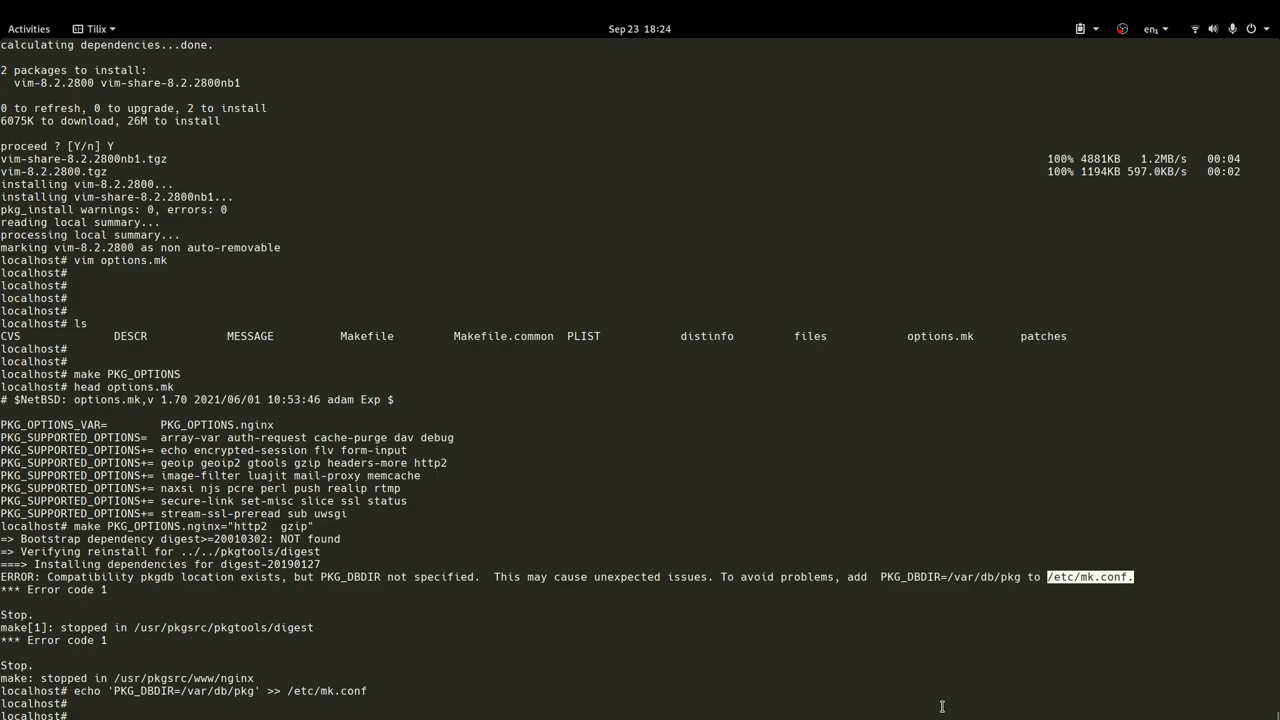 Activities
Tilix
Sep 23 18:24
en₁
calculating dependencies...done.
2 packages to install:
vim-8.2.2800 vim-share-8.2.2800nb1
0 to refresh, 0 to upgrade, 2 to install
6075K to download, 26M to install
proceed ? [Y/n] Y
vim-share-8.2.2800nb1.tgz 100% 4881KB 1.2MB/s 00:04
vim-8.2.2800.tgz 100% 1194KB 597.0KB/s 00:02
installing vim-8.2.2800...
installing vim-share-8.2.2800nb1...
pkg_install warnings: 0, errors: 0
reading local summary...
processing local summary...
marking vim-8.2.2800 as non auto-removable
localhost# vim options.mk
localhost#
localhost#
localhost#
localhost#
localhost# ls
CVS DESCR MESSAGE Makefile Makefile.common PLIST distinfo files options.mk patches
localhost#
localhost#
localhost# make PKG_OPTIONS
localhost# head options.mk
# $NetBSD: options.mk,v 1.70 2021/06/01 10:53:46 adam Exp $
PKG_OPTIONS_VAR= PKG_OPTIONS.nginx
PKG_SUPPORTED_OPTIONS= array-var auth-request cache-purge dav debug
PKG_SUPPORTED_OPTIONS+= echo encrypted-session flv form-input
PKG_SUPPORTED_OPTIONS+= geoip geoip2 gtools gzip headers-more http2
PKG_SUPPORTED_OPTIONS+= image-filter luajit mail-proxy memcache
PKG_SUPPORTED_OPTIONS+= naxsi njs pcre perl push realip rtmp
PKG_SUPPORTED_OPTIONS+= secure-link set-misc slice ssl status
PKG_SUPPORTED_OPTIONS+= stream-ssl-preread sub uwsgi
localhost# make PKG_OPTIONS.nginx="http2  gzip"
=> Bootstrap dependency digest>=20010302: NOT found
=> Verifying reinstall for ../../pkgtools/digest
===> Installing dependencies for digest-20190127
ERROR: Compatibility pkgdb location exists, but PKG_DBDIR not specified.  This may cause unexpected issues. To avoid problems, add  PKG_DBDIR=/var/db/pkg to /etc/mk.conf.
*** Error code 1
Stop.
make[1]: stopped in /usr/pkgsrc/pkgtools/digest
*** Error code 1
Stop.
make: stopped in /usr/pkgsrc/www/nginx
localhost# echo 'PKG_DBDIR=/var/db/pkg' >> /etc/mk.conf
localhost#
localhost#